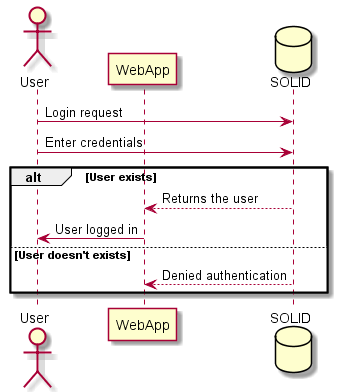 User
WebApp
SOLID
Login request
Enter credentials
alt [User exists]
Returns the user
User logged in
[User doesn't exists]
Denied authentication
User
WebApp
SOLID